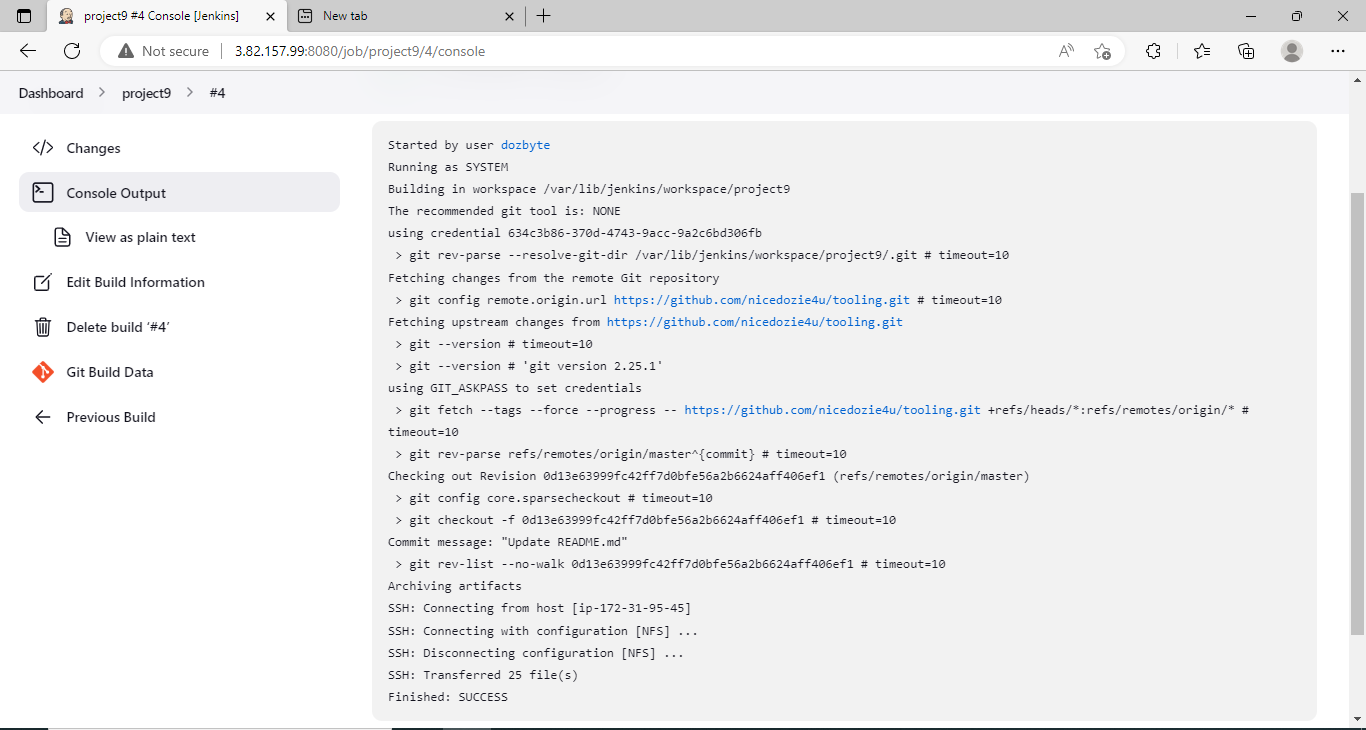 project9 #4 Console [Jenkins]
New tab
Not secure
3.82.157.99:8080/job/project9/4/console
Dashboard
project9
#4
Changes
Console Output
View as plain text
Edit Build Information
Delete build ‘#4’
Git Build Data
Previous Build
Started by user dozbyte
Running as SYSTEM
Building in workspace /var/lib/jenkins/workspace/project9
The recommended git tool is: NONE
using credential 634c3b86-370d-4743-9acc-9a2c6bd306fb
> git rev-parse --resolve-git-dir /var/lib/jenkins/workspace/project9/.git # timeout=10
Fetching changes from the remote Git repository
> git config remote.origin.url https://github.com/nicedozie4u/tooling.git # timeout=10
Fetching upstream changes from https://github.com/nicedozie4u/tooling.git
> git --version # timeout=10
> git --version # 'git version 2.25.1'
using GIT_ASKPASS to set credentials
> git fetch --tags --force --progress -- https://github.com/nicedozie4u/tooling.git +refs/heads/*:refs/remotes/origin/* #
timeout=10
> git rev-parse refs/remotes/origin/master^{commit} # timeout=10
Checking out Revision 0d13e63999fc42ff7d0bfe56a2b6624aff406ef1 (refs/remotes/origin/master)
> git config core.sparsecheckout # timeout=10
> git checkout -f 0d13e63999fc42ff7d0bfe56a2b6624aff406ef1 # timeout=10
Commit message: "Update README.md"
> git rev-list --no-walk 0d13e63999fc42ff7d0bfe56a2b6624aff406ef1 # timeout=10
Archiving artifacts
SSH: Connecting from host [ip-172-31-95-45]
SSH: Connecting with configuration [NFS] ...
SSH: Disconnecting configuration [NFS] ...
SSH: Transferred 25 file(s)
Finished: SUCCESS